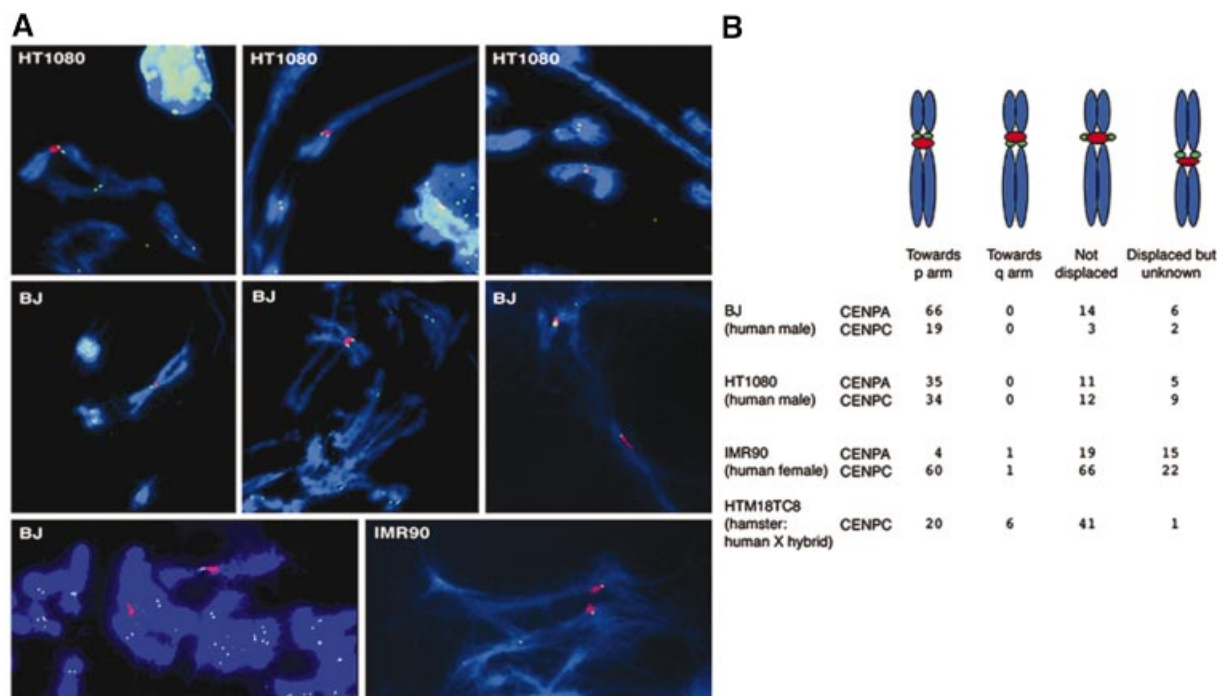 A
HT1080
HT1080
HT1080
BJ
BJ
BJ
BJ
IMR90
B
Towards p arm
Towards q arm
Not displaced
Displaced but unknown
BJ (human male) CENPA 66 0 14 6
CENPC 19 0 3 2
HT1080 (human male) CENPA 35 0 11 5
CENPC 34 0 12 9
IMR90 (human female) CENPA 4 1 19 15
CENPC 60 1 66 22
HTM18TC8 (hamster: human X hybrid) CENPC 20 6 41 1